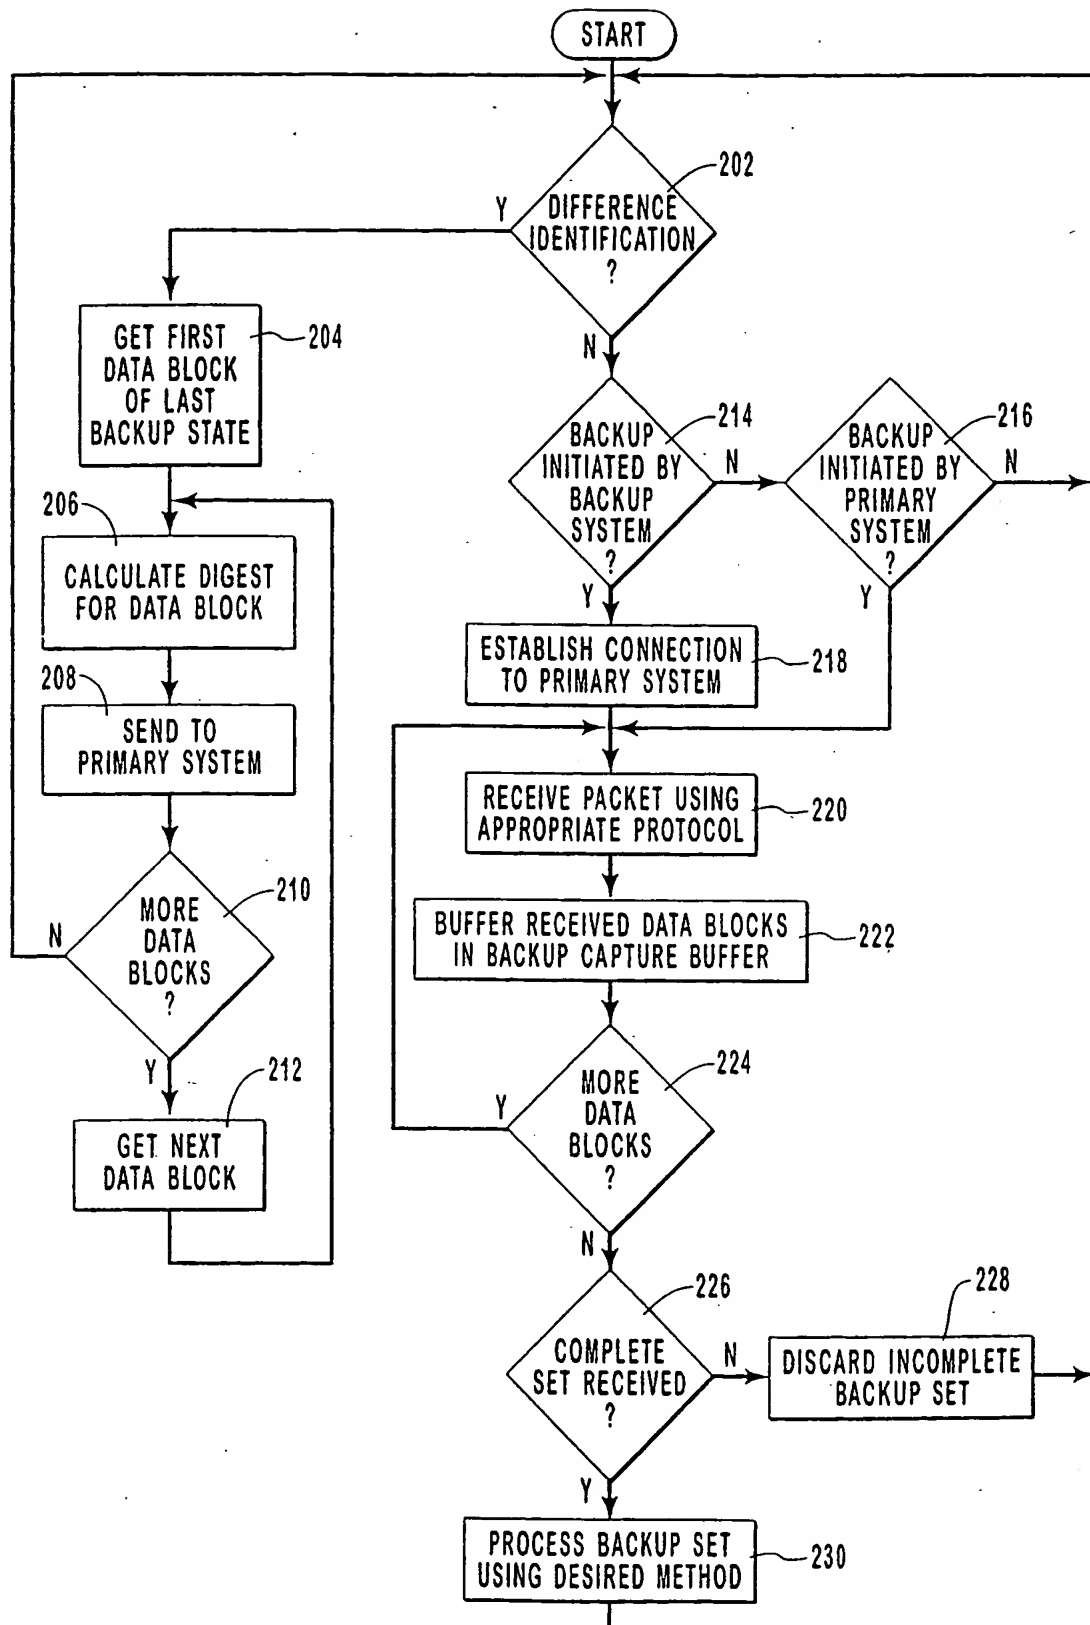 START
202
DIFFERENCE
IDENTIFICATION
?
Y
N
GET FIRST
DATA BLOCK
OF LAST
BACKUP STATE
204
206
CALCULATE DIGEST
FOR DATA BLOCK
208
SEND TO
PRIMARY SYSTEM
210
MORE
DATA
BLOCKS
?
N
Y
212
GET NEXT
DATA BLOCK
214
BACKUP
INITIATED BY
BACKUP
SYSTEM
?
N
Y
216
BACKUP
INITIATED BY
PRIMARY
SYSTEM
?
N
Y
ESTABLISH CONNECTION
TO PRIMARY SYSTEM
218
RECEIVE PACKET USING
APPROPRIATE PROTOCOL
220
BUFFER RECEIVED DATA BLOCKS
IN BACKUP CAPTURE BUFFER
222
224
MORE
DATA
BLOCKS
?
Y
N
226
COMPLETE
SET RECEIVED
?
N
Y
228
DISCARD INCOMPLETE
BACKUP SET
PROCESS BACKUP SET
USING DESIRED METHOD
230